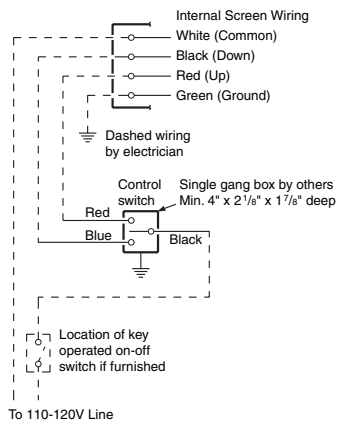 Internal Screen Wiring
White (Common)
Black (Down)
Red (Up)
Green (Ground)
Dashed wiring
by electrician
Control
switch
Single gang box by others
Min. 4" x 2 1/8" x 1 7/8" deep
Red
Blue
Black
Location of key
operated on-off
switch if furnished
To 110-120V Line